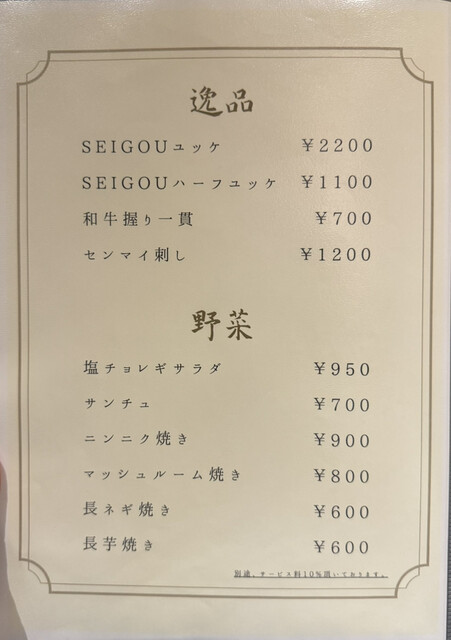 逸品
SEIGOUユッケ ￥2200
SEIGOUハーフユッケ ￥1100
和牛握り一貫 ￥700
センマイ刺し ￥1200
野菜
塩チョレギサラダ ￥950
サンチュ ￥700
ニンニク焼き ￥900
マッシュルーム焼き ￥800
長ネギ焼き ￥600
長芋焼き ￥600
別途、サービス料10%頂いております。